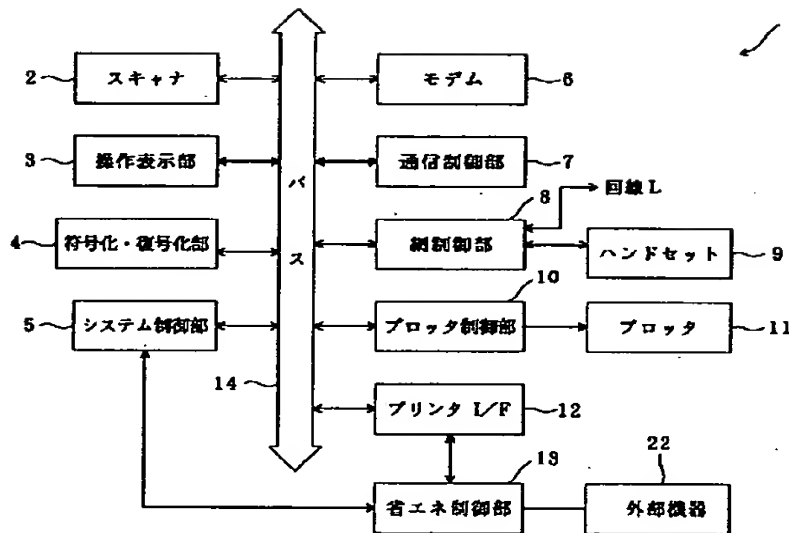 2 スキャナ
モデム 6
3 操作表示部
通信制御部 7
バス
8
回線L
4 符号化・復号化部
網制御部
ハンドセット 9
10
5 システム制御部
プロッタ制御部
プロッタ 11
14
プリンタ I/F 12
13
22
省エネ制御部
外部機器